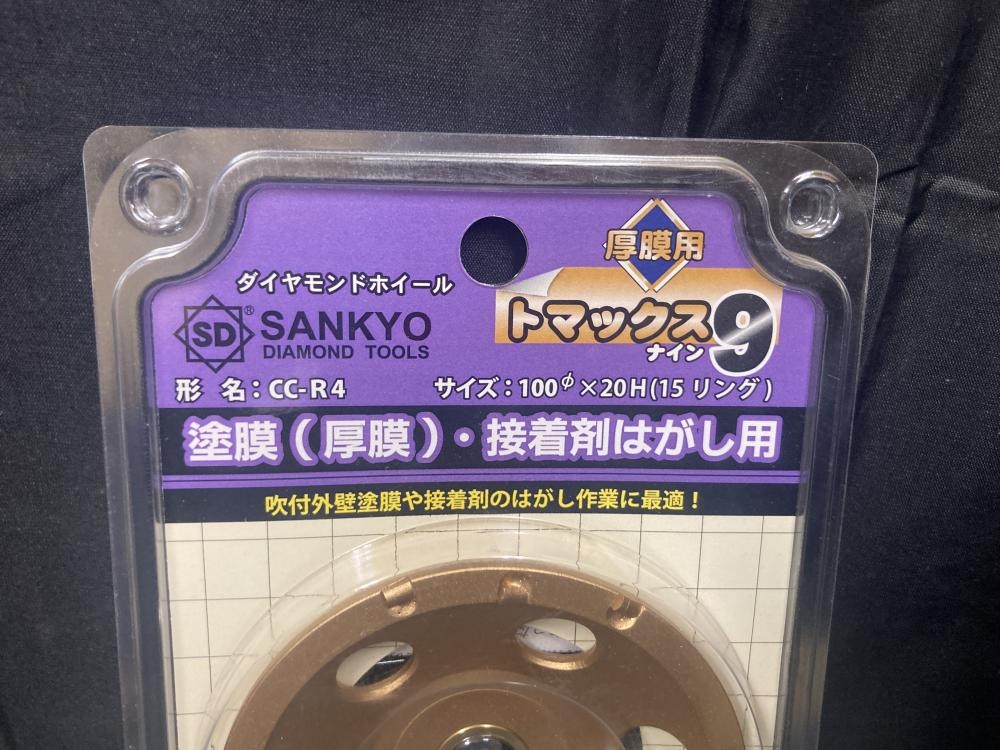 厚膜用
ダイヤモンドホイール
トマックス9
ナイン
SD® SANKYO
DIAMOND TOOLS
形 名:CC-R4 サイズ:100φ×20H(15リング)
塗膜(厚膜)・接着剤はがし用
吹付外壁塗膜や接着剤のはがし作業に最適!